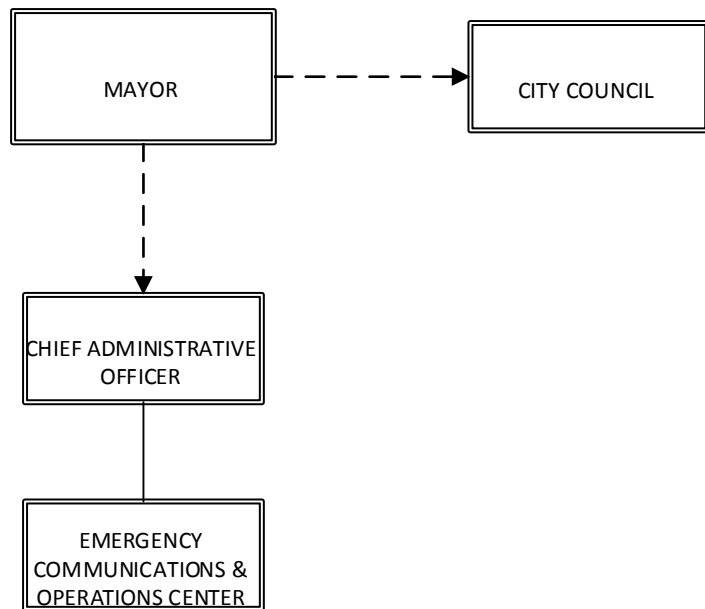 MAYOR
CITY COUNCIL
CHIEF ADMINISTRATIVE
OFFICER
EMERGENCY
COMMUNICATIONS &
OPERATIONS CENTER